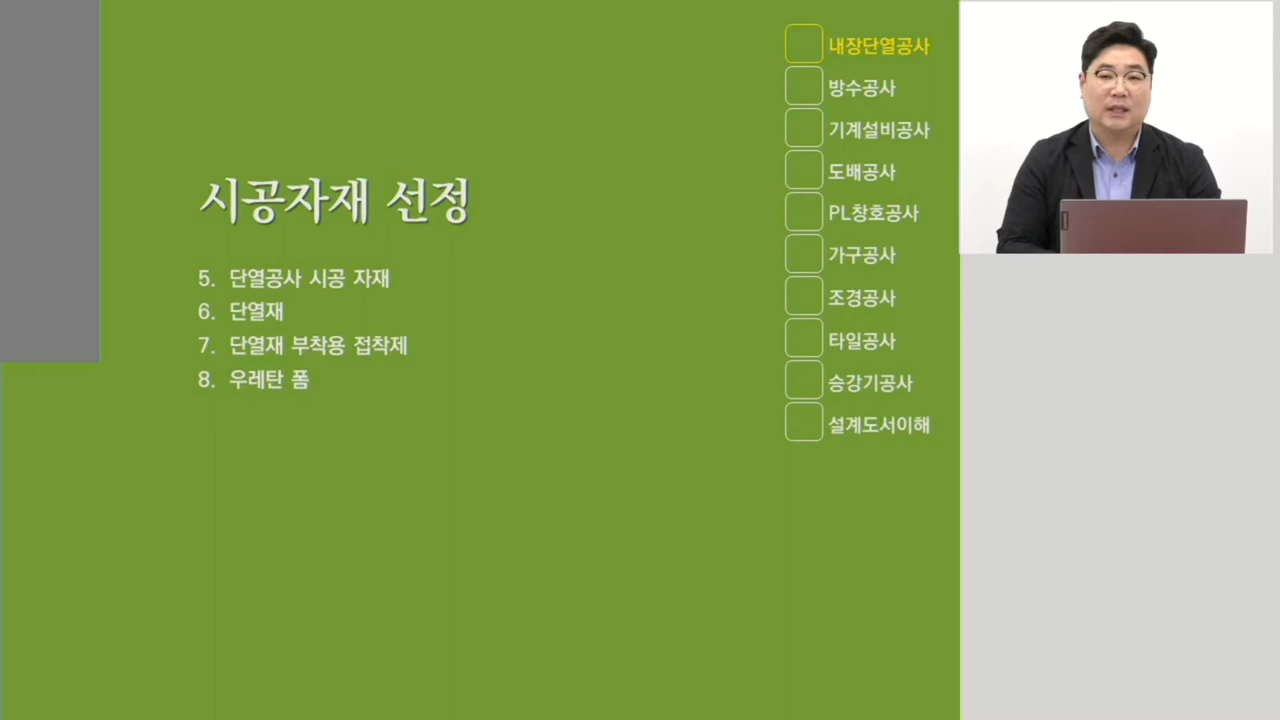 시공자재 선정
5. 단열공사 시공 자재
6. 단열재
7. 단열재 부착용 접착제
8. 우레탄 폼
내장단열공사
방수공사
기계설비공사
도배공사
PL창호공사
가구공사
조경공사
타일공사
승강기공사
설계도서이해